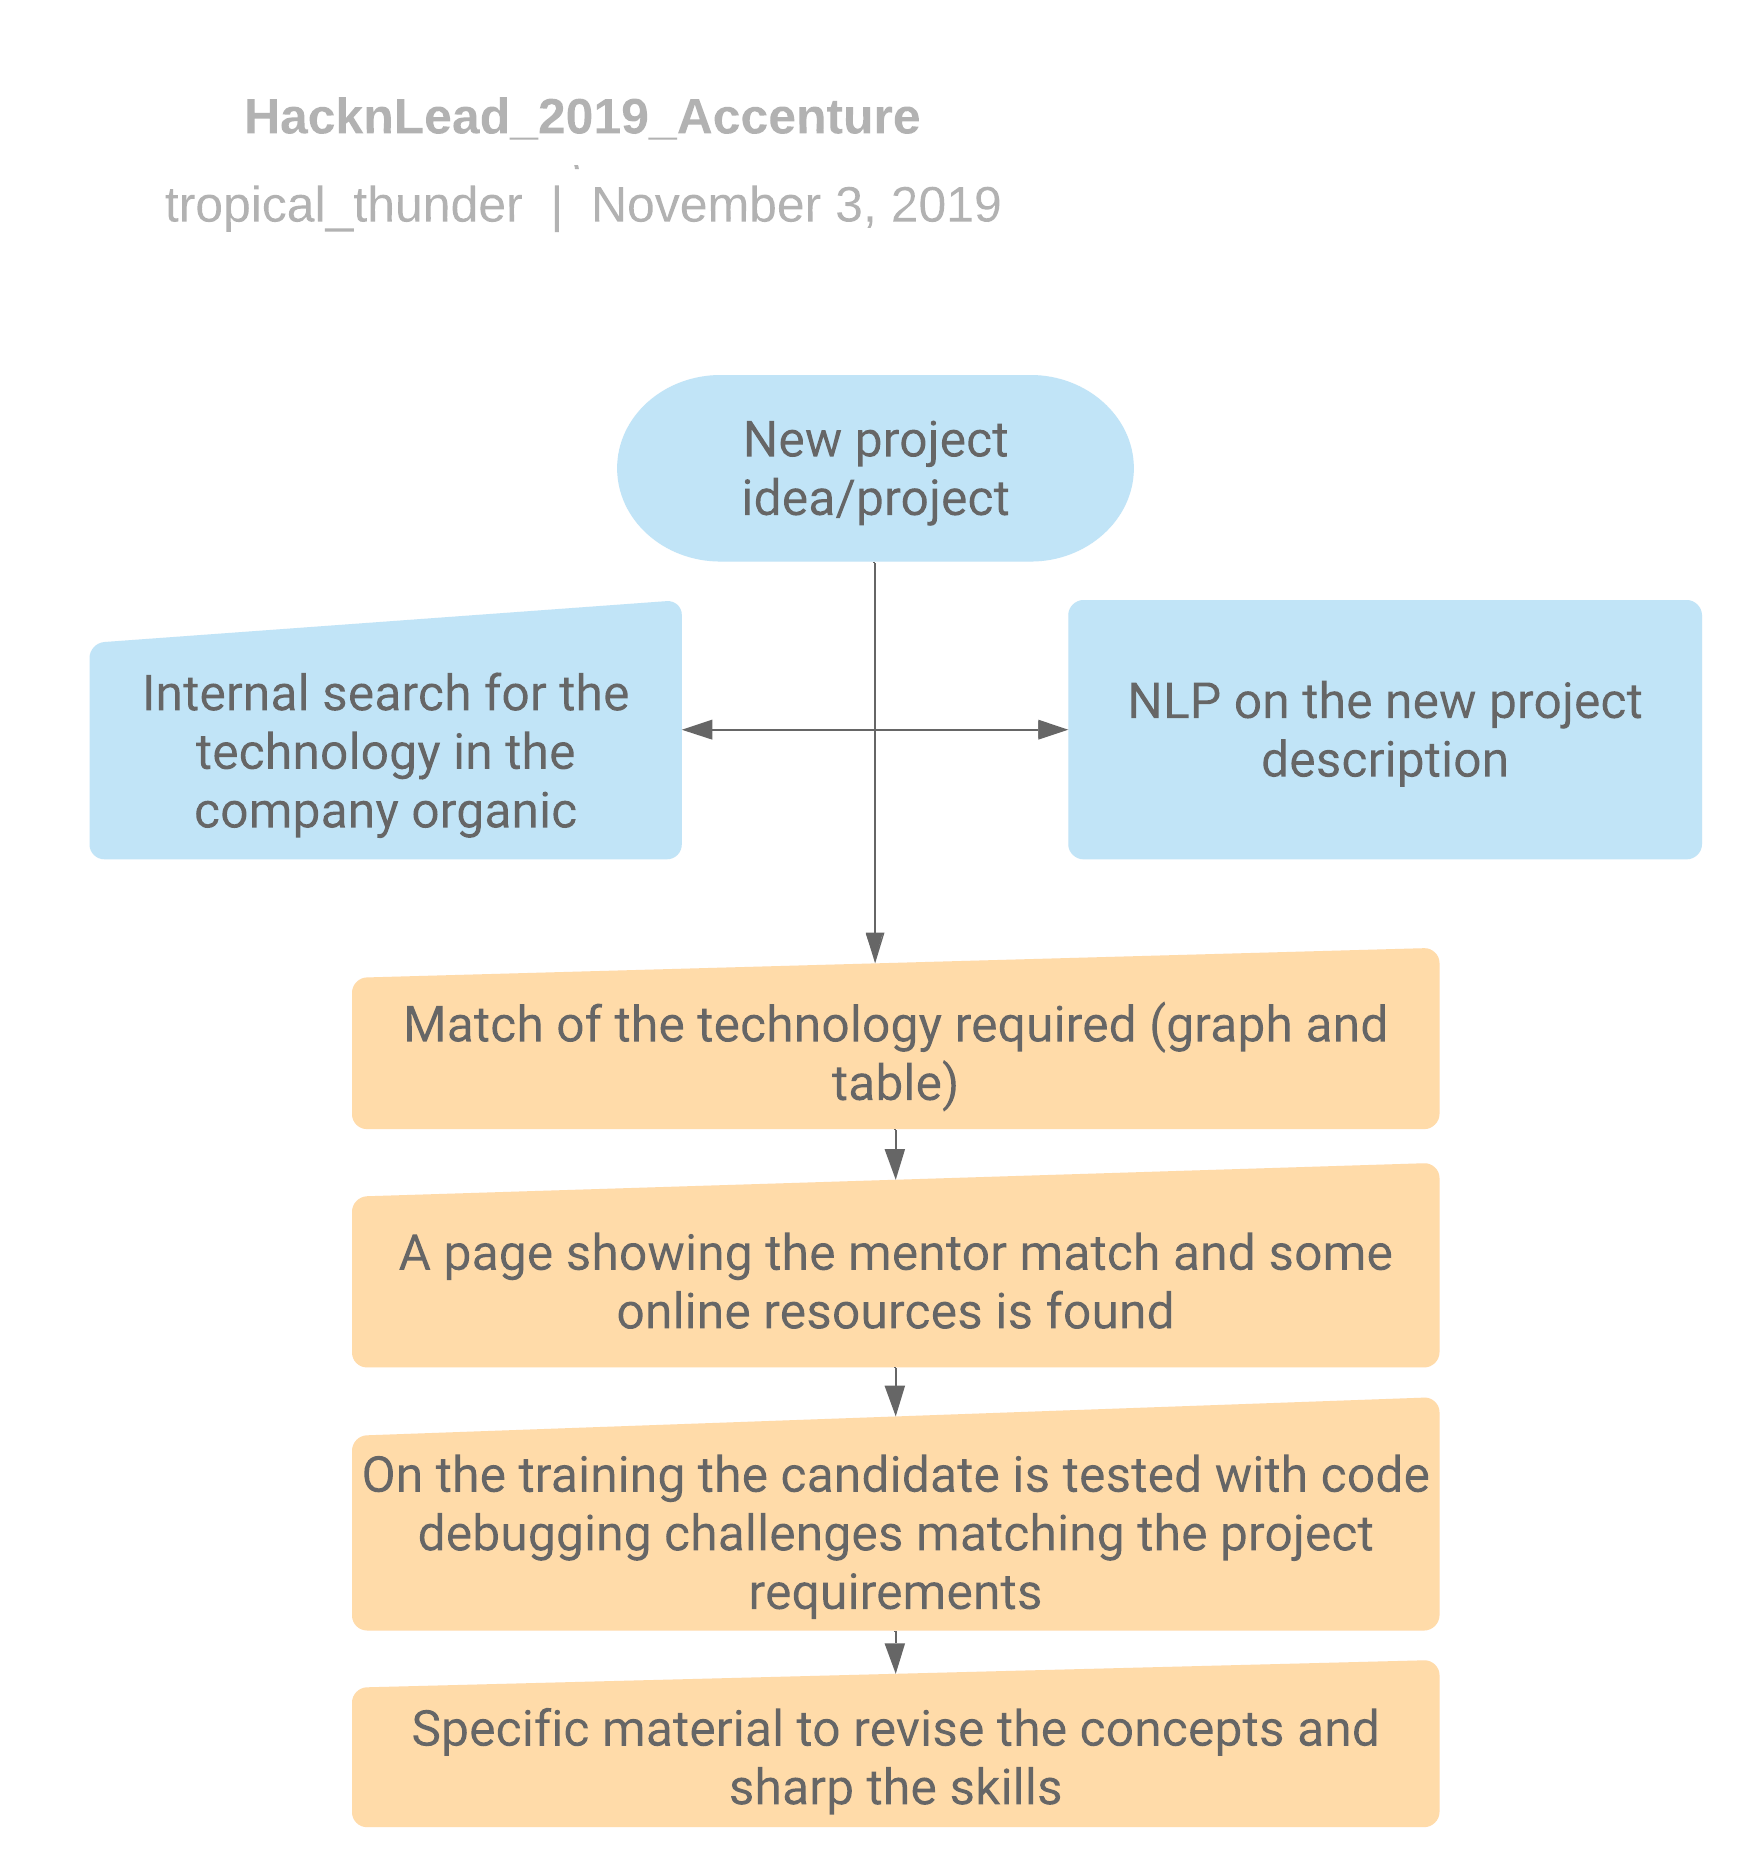 HacknLead_2019_Accenture
tropical_thunder | November 3, 2019
New project
idea/project
Internal search for the
technology in the
company organic
NLP on the new project
description
Match of the technology required (graph and
table)
A page showing the mentor match and some
online resources is found
On the training the candidate is tested with code
debugging challenges matching the project
requirements
Specific material to revise the concepts and
sharp the skills